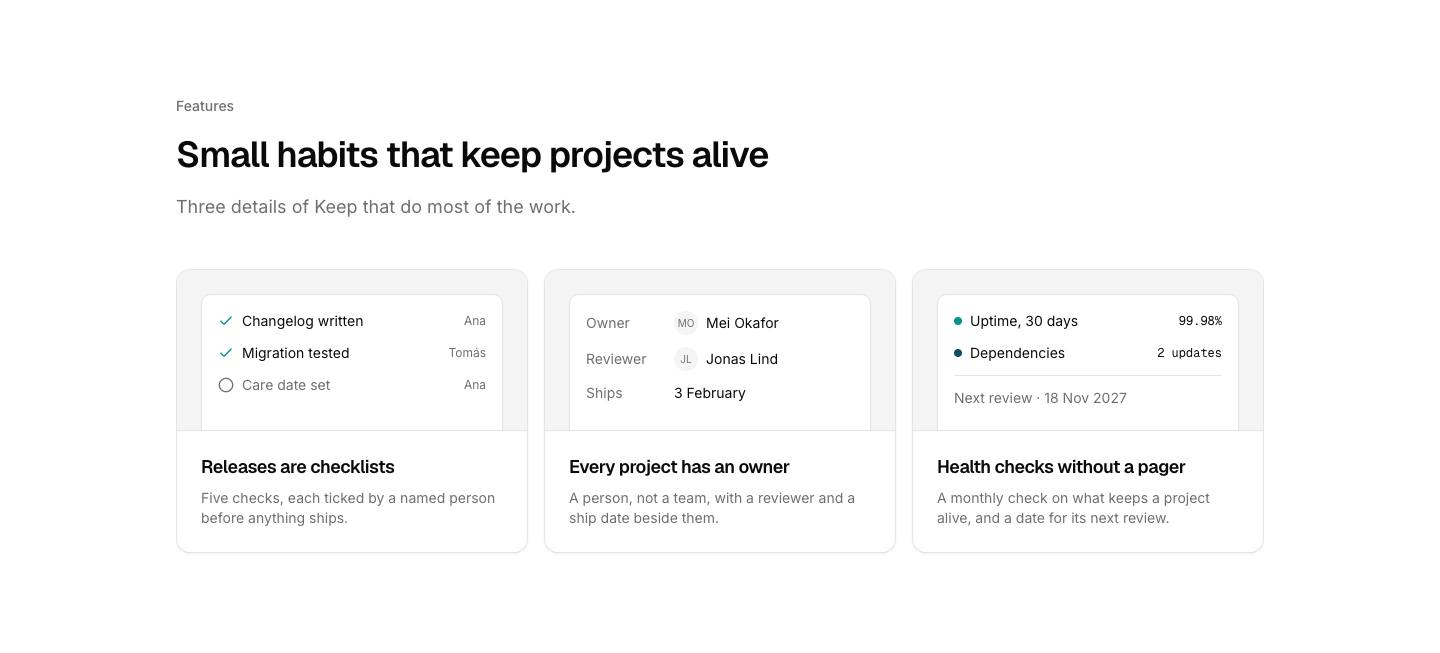 Features
Small habits that keep projects alive
Three details of Keep that do most of the work.
Changelog written Ana
Migration tested Tomás
Care date set Ana
Releases are checklists
Five checks, each ticked by a named person
before anything ships.
Owner MO Mei Okafor
Reviewer JL Jonas Lind
Ships 3 February
Every project has an owner
A person, not a team, with a reviewer and a
ship date beside them.
Uptime, 30 days 99.98%
Dependencies 2 updates
Next review · 18 Nov 2027
Health checks without a pager
A monthly check on what keeps a project
alive, and a date for its next review.